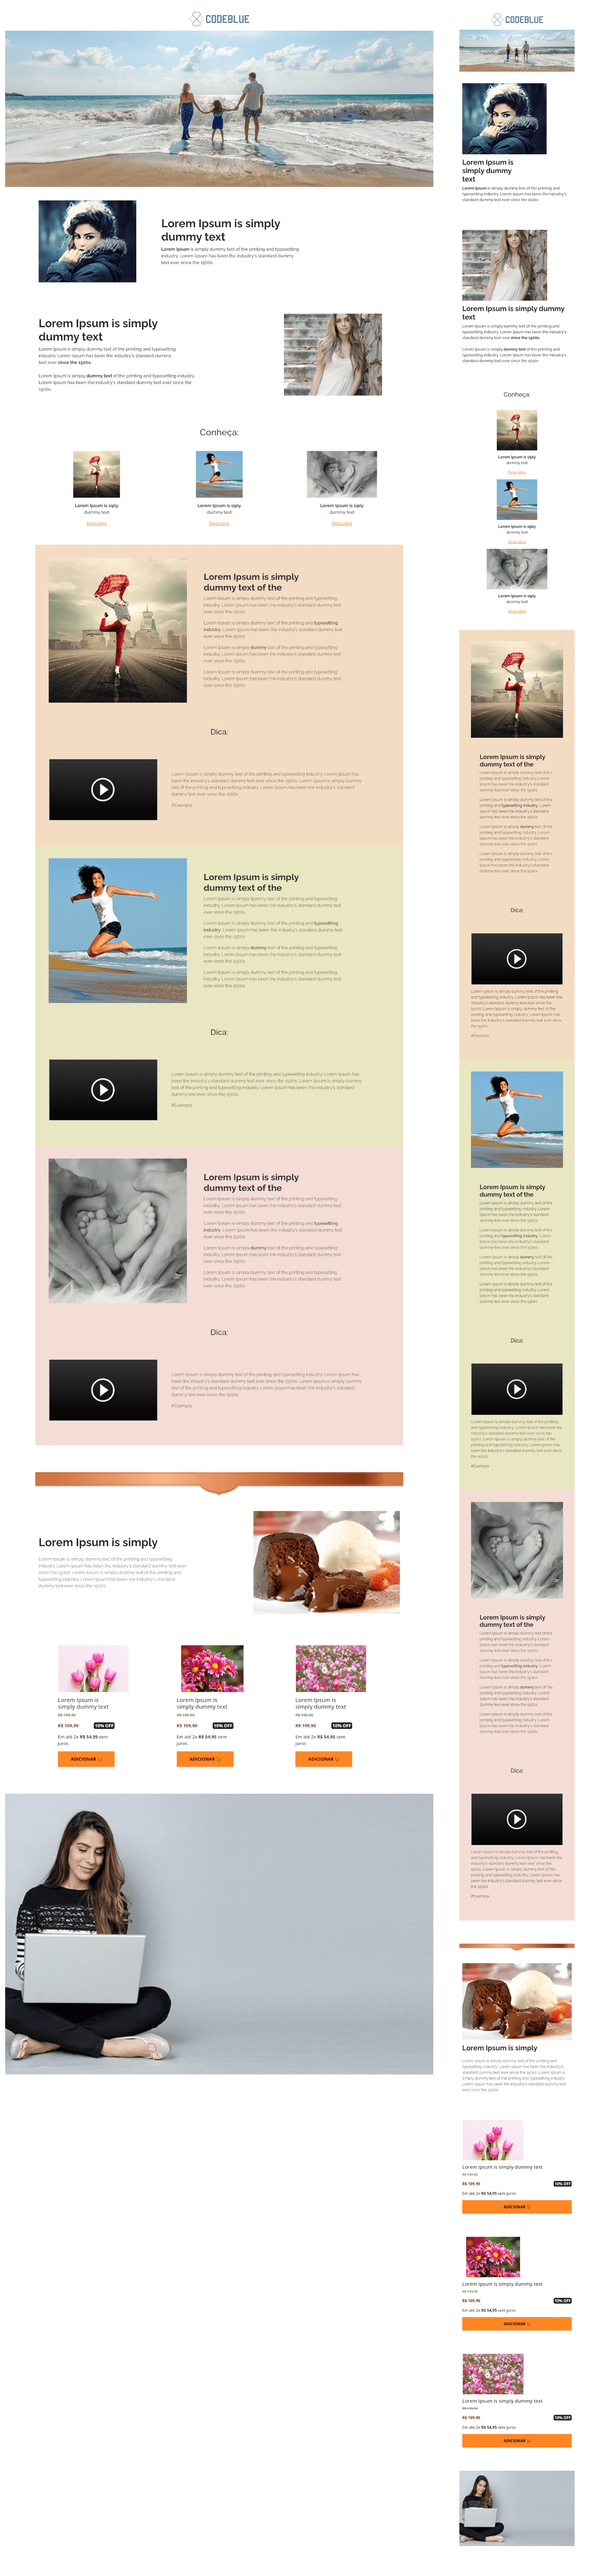 CODEBLUE
Lorem Ipsum is simply
dummy text
Lorem Ipsum is simply dummy text of the printing and typesetting
industry. Lorem Ipsum has been the industry's standard dummy
text ever since the 1500s.
Lorem Ipsum is simply
dummy text
Lorem Ipsum is simply dummy text of the printing and typesetting
industry. Lorem Ipsum has been the industry's standard dummy
text ever since the 1500s.
Lorem Ipsum is simply dummy text of the printing and typesetting industry.
Lorem Ipsum has been the industry's standard dummy text ever since the
1500s.
Conheça:
Lorem Ipsum is siply
dummy text
Descubra
Lorem Ipsum is siply
dummy text
Descubra
Lorem Ipsum is siply
dummy text
Descubra
Lorem Ipsum is simply
dummy text of the
Lorem Ipsum is simply dummy text of the printing and typesetting
industry. Lorem Ipsum has been the industry's standard dummy text
ever since the 1500s
Lorem Ipsum is simply dummy text of the printing and typesetting
industry. Lorem Ipsum has been the industry's standard dummy text
ever since the 1500s
Lorem Ipsum is simply dummy text of the printing and typesetting
industry. Lorem Ipsum has been the industry's standard dummy text
ever since the 1500s
Lorem Ipsum is simply dummy text of the printing and typesetting
industry. Lorem Ipsum has been the industry's standard dummy text
ever since the 1500s
Dica:
Lorem Ipsum is simply dummy text of the printing and typesetting industry. Lorem Ipsum has
been the industry's standard dummy text ever since the 1500s. Lorem Ipsum is simply dummy
text of the printing and typesetting industry. Lorem Ipsum has been the industry's standard
dummy text ever since the 1500s
#Exemplo
Lorem Ipsum is simply
dummy text of the
Lorem Ipsum is simply dummy text of the printing and typesetting
industry. Lorem Ipsum has been the industry's standard dummy text
ever since the 1500s
Lorem Ipsum is simply dummy text of the printing and typesetting
industry. Lorem Ipsum has been the industry's standard dummy text
ever since the 1500s
Lorem Ipsum is simply dummy text of the printing and typesetting
industry. Lorem Ipsum has been the industry's standard dummy text
ever since the 1500s
Lorem Ipsum is simply dummy text of the printing and typesetting
industry. Lorem Ipsum has been the industry's standard dummy text
ever since the 1500s
Dica:
Lorem Ipsum is simply dummy text of the printing and typesetting industry. Lorem Ipsum has
been the industry's standard dummy text ever since the 1500s. Lorem Ipsum is simply dummy
text of the printing and typesetting industry. Lorem Ipsum has been the industry's standard
dummy text ever since the 1500s
#Exemplo
Lorem Ipsum is simply
dummy text of the
Lorem Ipsum is simply dummy text of the printing and typesetting
industry. Lorem Ipsum has been the industry's standard dummy text
ever since the 1500s
Lorem Ipsum is simply dummy text of the printing and typesetting
industry. Lorem Ipsum has been the industry's standard dummy text
ever since the 1500s
Lorem Ipsum is simply dummy text of the printing and typesetting
industry. Lorem Ipsum has been the industry's standard dummy text
ever since the 1500s
Lorem Ipsum is simply dummy text of the printing and typesetting
industry. Lorem Ipsum has been the industry's standard dummy text
ever since the 1500s
Dica:
Lorem Ipsum is simply dummy text of the printing and typesetting industry. Lorem Ipsum has
been the industry's standard dummy text ever since the 1500s. Lorem Ipsum is simply dummy
text of the printing and typesetting industry. Lorem Ipsum has been the industry's standard
dummy text ever since the 1500s
#Exemplo
Lorem Ipsum is simply
Lorem Ipsum is simply dummy text of the printing and typesetting
industry. Lorem Ipsum has been the industry's standard dummy text ever
since the 1500s. Lorem Ipsum is simply dummy text of the printing and
typesetting industry. Lorem Ipsum has been the industry's standard
dummy text ever since the 1500s.
Lorem Ipsum is
simply dummy text
R$ 199,90
R$ 109,90 10% OFF
Em até 2x R$ 54,95 sem
juros
ADICIONAR
Lorem Ipsum is
simply dummy text
R$ 199,90
R$ 109,90 10% OFF
Em até 2x R$ 54,95 sem
juros
ADICIONAR
Lorem Ipsum is
simply dummy text
R$ 199,90
R$ 109,90 10% OFF
Em até 2x R$ 54,95 sem
juros
ADICIONAR
CODEBLUE
Lorem Ipsum is
simply dummy
text
Lorem Ipsum is simply dummy text of the printing and
typesetting industry. Lorem Ipsum has been the industry's
standard dummy text ever since the 1500s.
Lorem Ipsum is simply dummy
text
Lorem Ipsum is simply dummy text of the printing and
typesetting industry. Lorem Ipsum has been the industry's
standard dummy text ever since the 1500s.
Lorem Ipsum is simply dummy text of the printing and
typesetting industry. Lorem Ipsum has been the industry's
standard dummy text ever since the 1500s.
Conheça:
Lorem Ipsum is siply
dummy text
Descubra
Lorem Ipsum is siply
dummy text
Descubra
Lorem Ipsum is siply
dummy text
Descubra
Lorem Ipsum is simply
dummy text of the
Lorem Ipsum is simply dummy text of the
printing and typesetting industry. Lorem
Ipsum has been the industry's standard
dummy text ever since the 1500s
Lorem Ipsum is simply dummy text of the
printing and typesetting industry. Lorem
Ipsum has been the industry's standard
dummy text ever since the 1500s
Lorem Ipsum is simply dummy text of the
printing and typesetting industry. Lorem
Ipsum has been the industry's standard
dummy text ever since the 1500s
Lorem Ipsum is simply dummy text of the
printing and typesetting industry. Lorem
Ipsum has been the industry's standard
dummy text ever since the 1500s
Dica:
Lorem Ipsum is simply dummy text of the printing
and typesetting industry. Lorem Ipsum has been the
industry's standard dummy text ever since the
1500s. Lorem Ipsum is simply dummy text of the
printing and typesetting industry. Lorem Ipsum has
been the industry's standard dummy text ever since
the 1500s
#Exemplo
Lorem Ipsum is simply
dummy text of the
Lorem Ipsum is simply dummy text of the
printing and typesetting industry. Lorem
Ipsum has been the industry's standard
dummy text ever since the 1500s
Lorem Ipsum is simply dummy text of the
printing and typesetting industry. Lorem
Ipsum has been the industry's standard
dummy text ever since the 1500s
Lorem Ipsum is simply dummy text of the
printing and typesetting industry. Lorem
Ipsum has been the industry's standard
dummy text ever since the 1500s
Lorem Ipsum is simply dummy text of the
printing and typesetting industry. Lorem
Ipsum has been the industry's standard
dummy text ever since the 1500s
Dica:
Lorem Ipsum is simply dummy text of the printing
and typesetting industry. Lorem Ipsum has been the
industry's standard dummy text ever since the
1500s. Lorem Ipsum is simply dummy text of the
printing and typesetting industry. Lorem Ipsum has
been the industry's standard dummy text ever since
the 1500s
#Exemplo
Lorem Ipsum is simply
dummy text of the
Lorem Ipsum is simply dummy text of the
printing and typesetting industry. Lorem
Ipsum has been the industry's standard
dummy text ever since the 1500s
Lorem Ipsum is simply dummy text of the
printing and typesetting industry. Lorem
Ipsum has been the industry's standard
dummy text ever since the 1500s
Lorem Ipsum is simply dummy text of the
printing and typesetting industry. Lorem
Ipsum has been the industry's standard
dummy text ever since the 1500s
Lorem Ipsum is simply dummy text of the
printing and typesetting industry. Lorem
Ipsum has been the industry's standard
dummy text ever since the 1500s
Dica:
Lorem Ipsum is simply dummy text of the printing
and typesetting industry. Lorem Ipsum has been the
industry's standard dummy text ever since the
1500s. Lorem Ipsum is simply dummy text of the
printing and typesetting industry. Lorem Ipsum has
been the industry's standard dummy text ever since
the 1500s
#Exemplo
Lorem Ipsum is simply
Lorem Ipsum is simply dummy text of the printing and
typesetting industry. Lorem Ipsum has been the industry's
standard dummy text ever since the 1500s. Lorem Ipsum is
simply dummy text of the printing and typesetting industry.
Lorem Ipsum has been the industry's standard dummy text
ever since the 1500s.
Lorem Ipsum is simply dummy text
R$ 199,90
R$ 109,90 10% OFF
Em até 2x R$ 54,95 sem juros
ADICIONAR
Lorem Ipsum is simply dummy text
R$ 199,90
R$ 109,90 10% OFF
Em até 2x R$ 54,95 sem juros
ADICIONAR
Lorem Ipsum is simply dummy text
R$ 199,90
R$ 109,90 10% OFF
Em até 2x R$ 54,95 sem juros
ADICIONAR